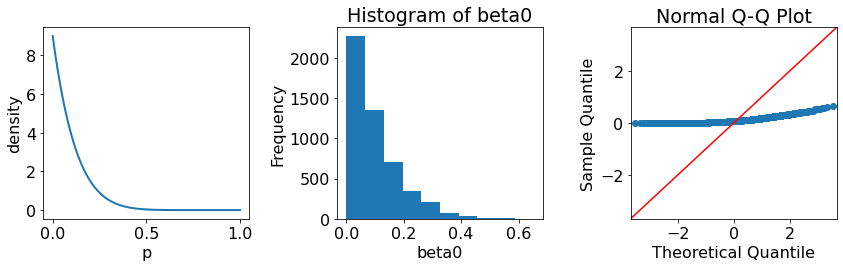 density
8
6
4
2
0
0.0
0.5
1.0
p
Histogram of beta0
Frequency
2000
1500
1000
500
0
0.0
0.2
0.4
0.6
beta0
Normal Q-Q Plot
Sample Quantile
2
0
−2
−2
0
2
Theoretical Quantile